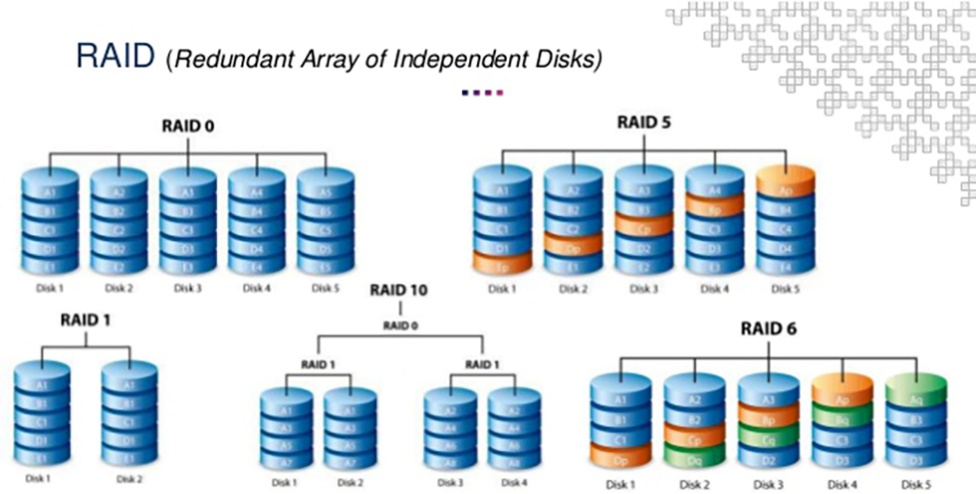 RAID (Redundant Array of Independent Disks)
RAID 0
A1 A2 A1 A4 A5
B1 B2 B3 A4 B5
C1 C2 C3 C4 C5
D1 D2 D3 D4 D5
E1 E2 E3 E4 E5
Disk 1 Disk 2 Disk 3 Disk 4 Disk 5
RAID 5
A1 A2 A3 A4 Ap
B1 B2 B3 Bp B4
C1 C2 Cp C3 C4
D1 Dp D2 D3 D4
Ep E1 E2 E3 E4
Disk 1 Disk 2 Disk 3 Disk 4 Disk 5
RAID 1
A1 A1
B1 B1
C1 C1
D1 D1
E1 E1
Disk 1 Disk 2
RAID 10
RAID 0
RAID 1 RAID 1
A1 A1 A2 A2
A3 A3 A4 A4
A5 A5 A6 A6
A7 A7 A8 A8
Disk 1 Disk 2 Disk 3 Disk 4
RAID 6
A1 A2 A3 Ap Aq
B1 B2 Bp Bq B3
C1 Cp Cq C3 C3
Dp Dq D2 D3 D3
Disk 1 Disk 2 Disk 3 Disk 4 Disk 5